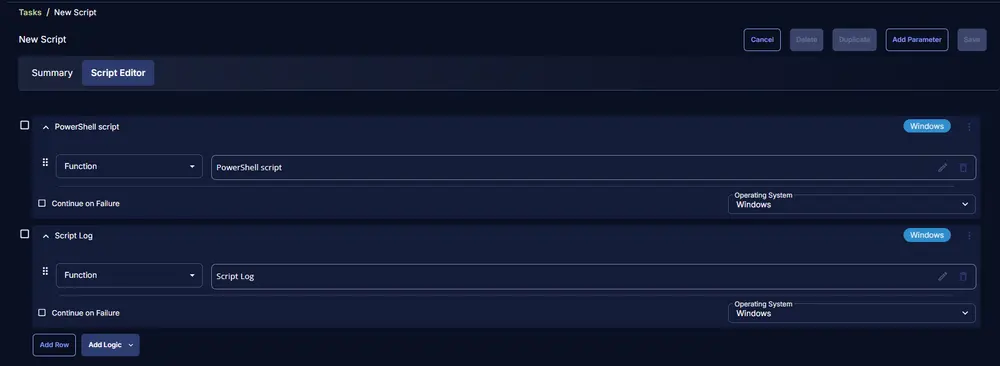 Tasks / New Script
New Script
Cancel Delete Duplicate Add Parameter Save
Summary Script Editor
PowerShell script Windows
Function PowerShell script
Continue on Failure Operating System
Windows
Script Log Windows
Function Script Log
Continue on Failure Operating System
Windows
Add Row Add Logic